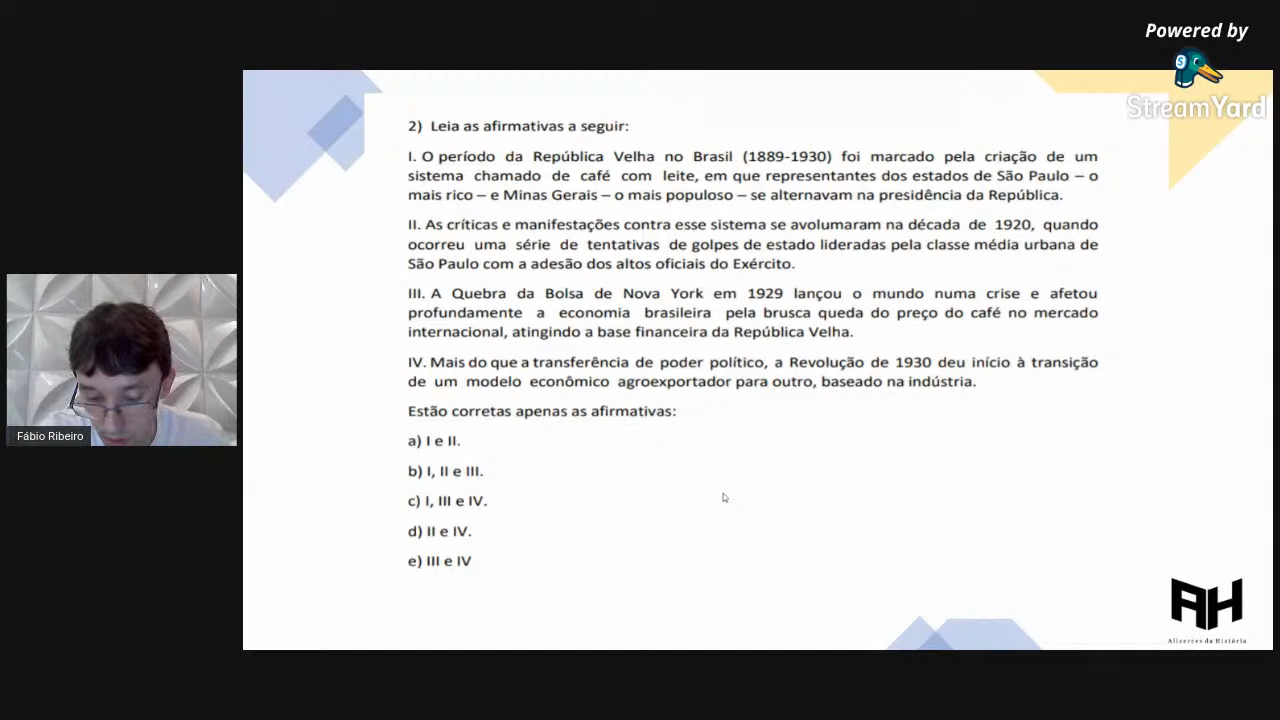 Powered by
StreamYard
2) Leia as afirmativas a seguir:
I. O período da República Velha no Brasil (1889-1930) foi marcado pela criação de um
sistema chamado de café com leite, em que representantes dos estados de São Paulo – o
mais rico – e Minas Gerais – o mais populoso – se alternavam na presidência da República.
II. As críticas e manifestações contra esse sistema se avolumaram na década de 1920, quando
ocorreu uma série de tentativas de golpes de estado lideradas pela classe média urbana de
São Paulo com a adesão dos altos oficiais do Exército.
III. A Quebra da Bolsa de Nova York em 1929 lançou o mundo numa crise e afetou
profundamente a economia brasileira pela brusca queda do preço do café no mercado
internacional, atingindo a base financeira da República Velha.
IV. Mais do que a transferência de poder político, a Revolução de 1930 deu início à transição
de um modelo econômico agroexportador para outro, baseado na indústria.
Estão corretas apenas as afirmativas:
a) I e II.
b) I, II e III.
c) I, III e IV.
d) II e IV.
e) III e IV
Fábio Ribeiro
AH
Alicerces da História